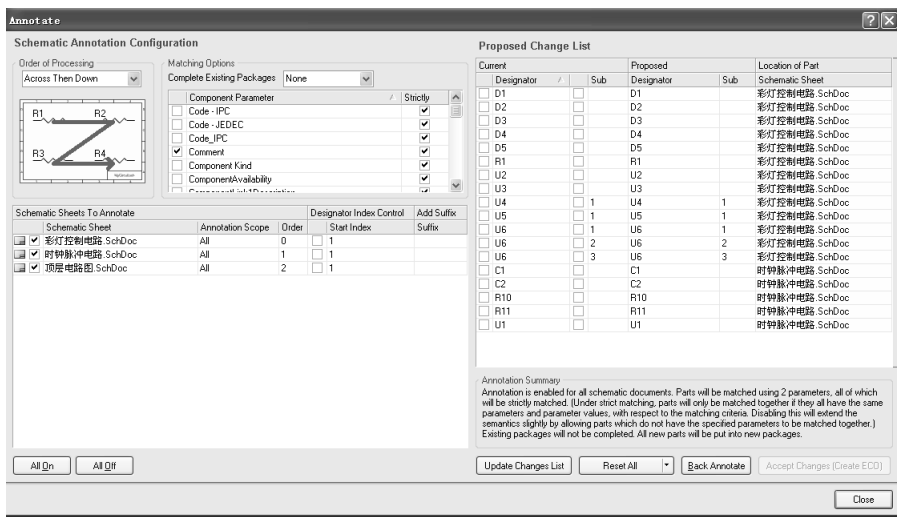 Annotate
Schematic Annotation Configuration
Order of Processing
Across Then Down
R1 R2
R3 R4
Matching Options
Complete Existing Packages None
Component Parameter Strictly
Code - IPC
Code - JEDEC
Code_IPC
Comment
Component Kind
ComponentAvailability
ComponentLink1Description
Schematic Sheets To Annotate Designator Index Control Add Suffix
Schematic Sheet Annotation Scope Order Start Index Suffix
彩灯控制电路.SchDoc All 0 1
时钟脉冲电路.SchDoc All 1 1
顶层电路图.SchDoc All 2 1
All On All Off
Proposed Change List
Current Proposed Location of Part
Designator Sub Designator Sub Schematic Sheet
D1 D1 彩灯控制电路.SchDoc
D2 D2 彩灯控制电路.SchDoc
D3 D3 彩灯控制电路.SchDoc
D4 D4 彩灯控制电路.SchDoc
D5 D5 彩灯控制电路.SchDoc
R1 R1 彩灯控制电路.SchDoc
U2 U2 彩灯控制电路.SchDoc
U3 U3 彩灯控制电路.SchDoc
U4 1 U4 1 彩灯控制电路.SchDoc
U5 1 U5 1 彩灯控制电路.SchDoc
U6 1 U6 1 彩灯控制电路.SchDoc
U6 2 U6 2 彩灯控制电路.SchDoc
U6 3 U6 3 彩灯控制电路.SchDoc
C1 C1 时钟脉冲电路.SchDoc
C2 C2 时钟脉冲电路.SchDoc
R10 R10 时钟脉冲电路.SchDoc
R11 R11 时钟脉冲电路.SchDoc
U1 U1 时钟脉冲电路.SchDoc
Annotation Summary
Annotation is enabled for all schematic documents. Parts will be matched using 2 parameters, all of which
will be strictly matched. (Under strict matching, parts will only be matched together if they all have the same
parameters and parameter values, with respect to the matching criteria. Disabling this will extend the
semantics slightly by allowing parts which do not have the specified parameters to be matched together.)
Existing packages will not be completed. All new parts will be put into new packages.
Update Changes List Reset All Back Annotate Accept Changes (Create ECO)
Close